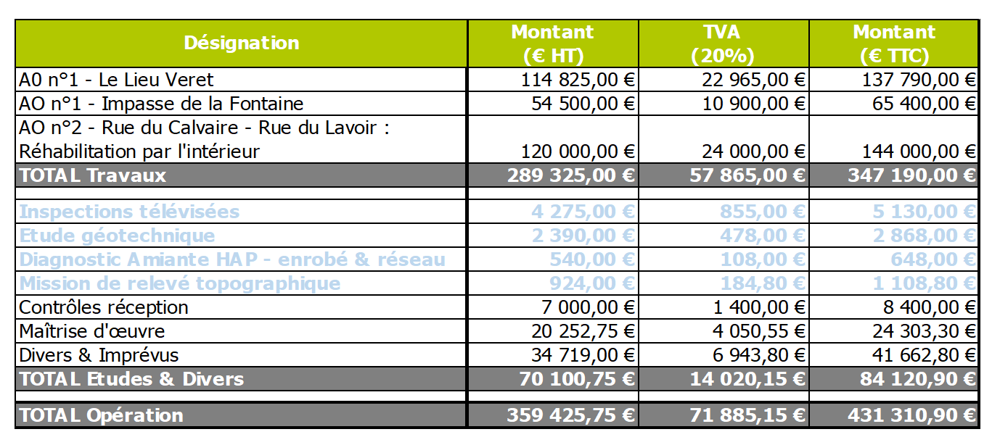 Désignation Montant (€ HT) TVA (20%) Montant (€ TTC)
A0 n°1 - Le Lieu Veret 114 825,00 € 22 965,00 € 137 790,00 €
AO n°1 - Impasse de la Fontaine 54 500,00 € 10 900,00 € 65 400,00 €
AO n°2 - Rue du Calvaire - Rue du Lavoir :
Réhabilitation par l'intérieur 120 000,00 € 24 000,00 € 144 000,00 €
TOTAL Travaux 289 325,00 € 57 865,00 € 347 190,00 €
Inspections télévisées 4 275,00 € 855,00 € 5 130,00 €
Etude géotechnique 2 390,00 € 478,00 € 2 868,00 €
Diagnostic Amiante HAP - enrobé & réseau 540,00 € 108,00 € 648,00 €
Mission de relevé topographique 924,00 € 184,80 € 1 108,80 €
Contrôles réception 7 000,00 € 1 400,00 € 8 400,00 €
Maîtrise d'œuvre 20 252,75 € 4 050,55 € 24 303,30 €
Divers & Imprévus 34 719,00 € 6 943,80 € 41 662,80 €
TOTAL Etudes & Divers 70 100,75 € 14 020,15 € 84 120,90 €
TOTAL Opération 359 425,75 € 71 885,15 € 431 310,90 €